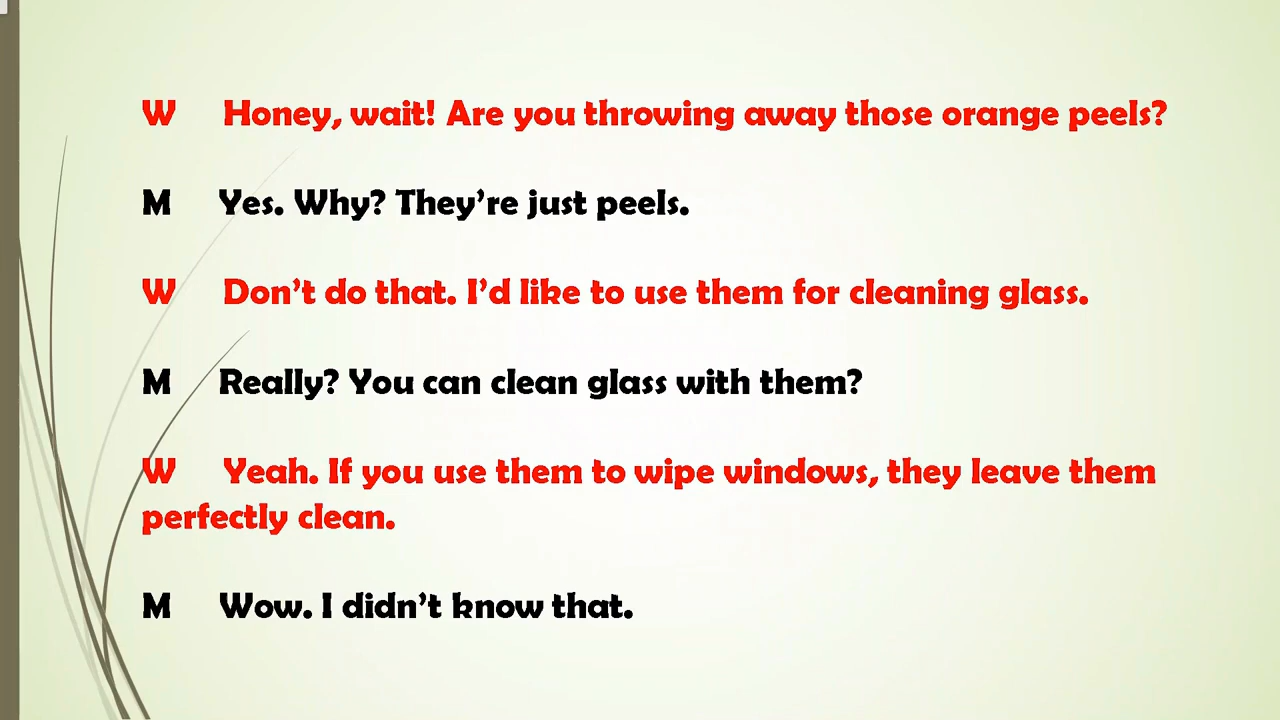 W Honey, wait! Are you throwing away those orange peels?
M Yes. Why? They’re just peels.
W Don’t do that. I’d like to use them for cleaning glass.
M Really? You can clean glass with them?
W Yeah. If you use them to wipe windows, they leave them
perfectly clean.
M Wow. I didn’t know that.